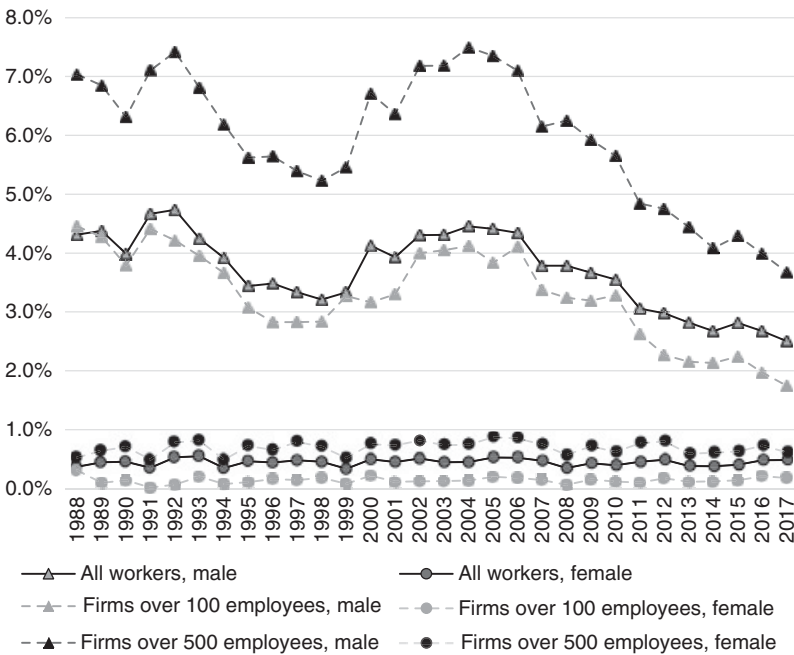 8.0%
7.0%
6.0%
5.0%
4.0%
3.0%
2.0%
1.0%
0.0%
1988 1989 1990 1991 1992 1993 1994 1995 1996 1997 1998 1999 2000 2001 2002 2003 2004 2005 2006 2007 2008 2009 2010 2011 2012 2013 2014 2015 2016 2017
All workers, male All workers, female
Firms over 100 employees, male Firms over 100 employees, female
Firms over 500 employees, male Firms over 500 employees, female